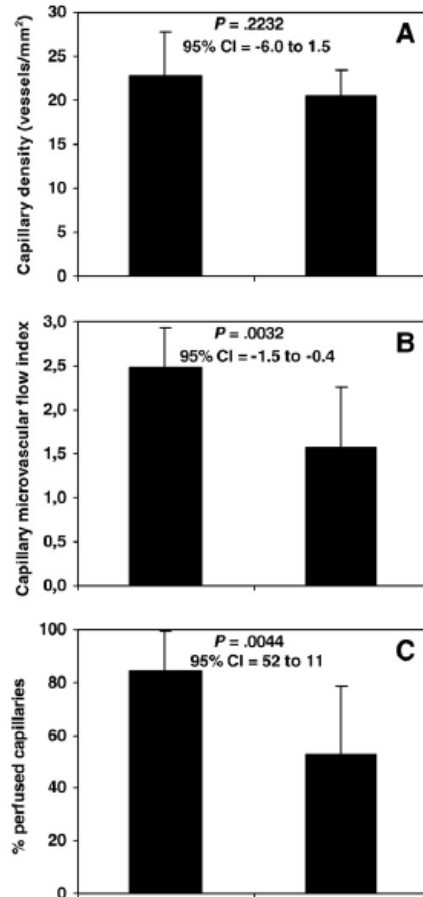 Capillary density (vessels/mm²)
30
25
20
15
10
5
0
P = .2232
95% CI = -6.0 to 1.5
A
Capillary microvascular flow index
3,0
2,5
2,0
1,5
1,0
0,5
0,0
P = .0032
95% CI = -1.5 to -0.4
B
% perfused capillaries
100
80
60
40
20
0
P = .0044
95% CI = 52 to 11
C